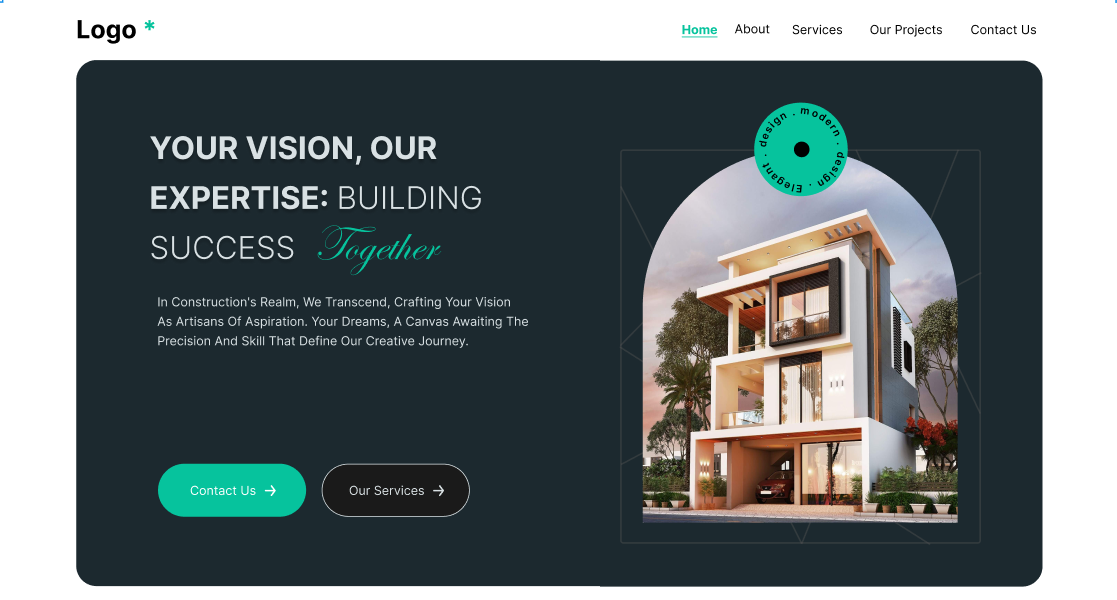 Logo *
Home About Services Our Projects Contact Us
YOUR VISION, OUR
EXPERTISE: BUILDING
SUCCESS Together
In Construction's Realm, We Transcend, Crafting Your Vision
As Artisans Of Aspiration. Your Dreams, A Canvas Awaiting The
Precision And Skill That Define Our Creative Journey.
Contact Us →
Our Services →
modern . design . Elegant . design .